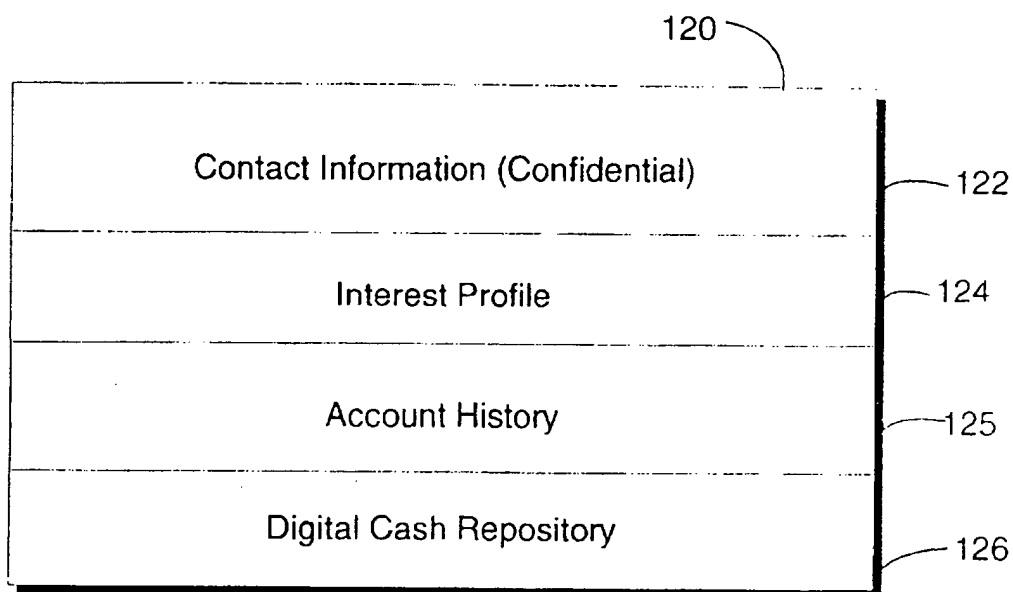 120
Contact Information (Confidential)
122
Interest Profile
124
Account History
125
Digital Cash Repository
126